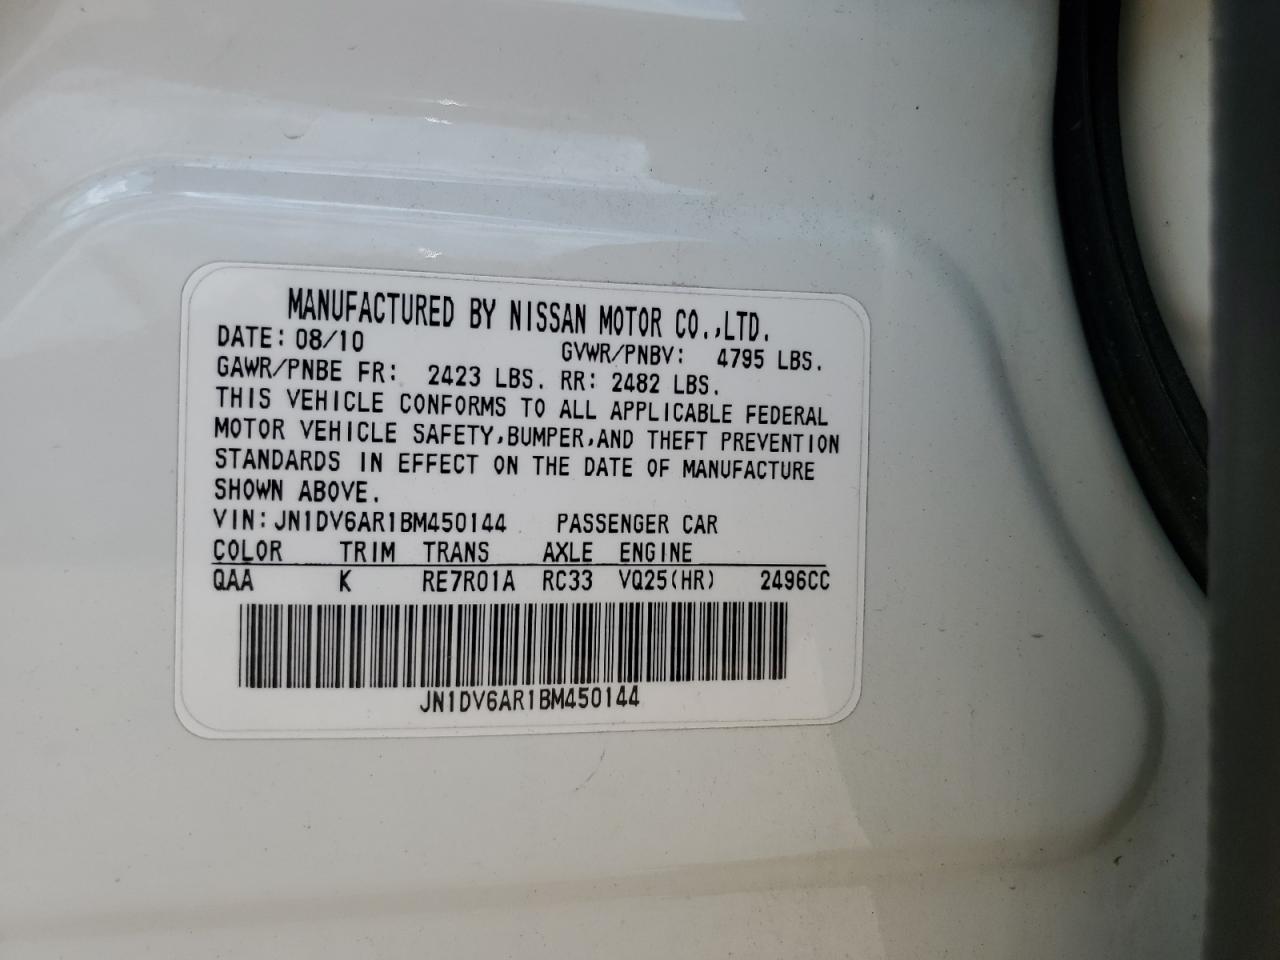 MANUFACTURED BY NISSAN MOTOR CO.,LTD.
DATE: 08/10 GVWR/PNBV: 4795 LBS.
GAWR/PNBE FR: 2423 LBS. RR: 2482 LBS.
THIS VEHICLE CONFORMS TO ALL APPLICABLE FEDERAL
MOTOR VEHICLE SAFETY,BUMPER,AND THEFT PREVENTION
STANDARDS IN EFFECT ON THE DATE OF MANUFACTURE
SHOWN ABOVE.
VIN: JN1DV6AR1BM450144 PASSENGER CAR
COLOR TRIM TRANS AXLE ENGINE
QAA K RE7R01A RC33 VQ25(HR) 2496CC
JN1DV6AR1BM450144